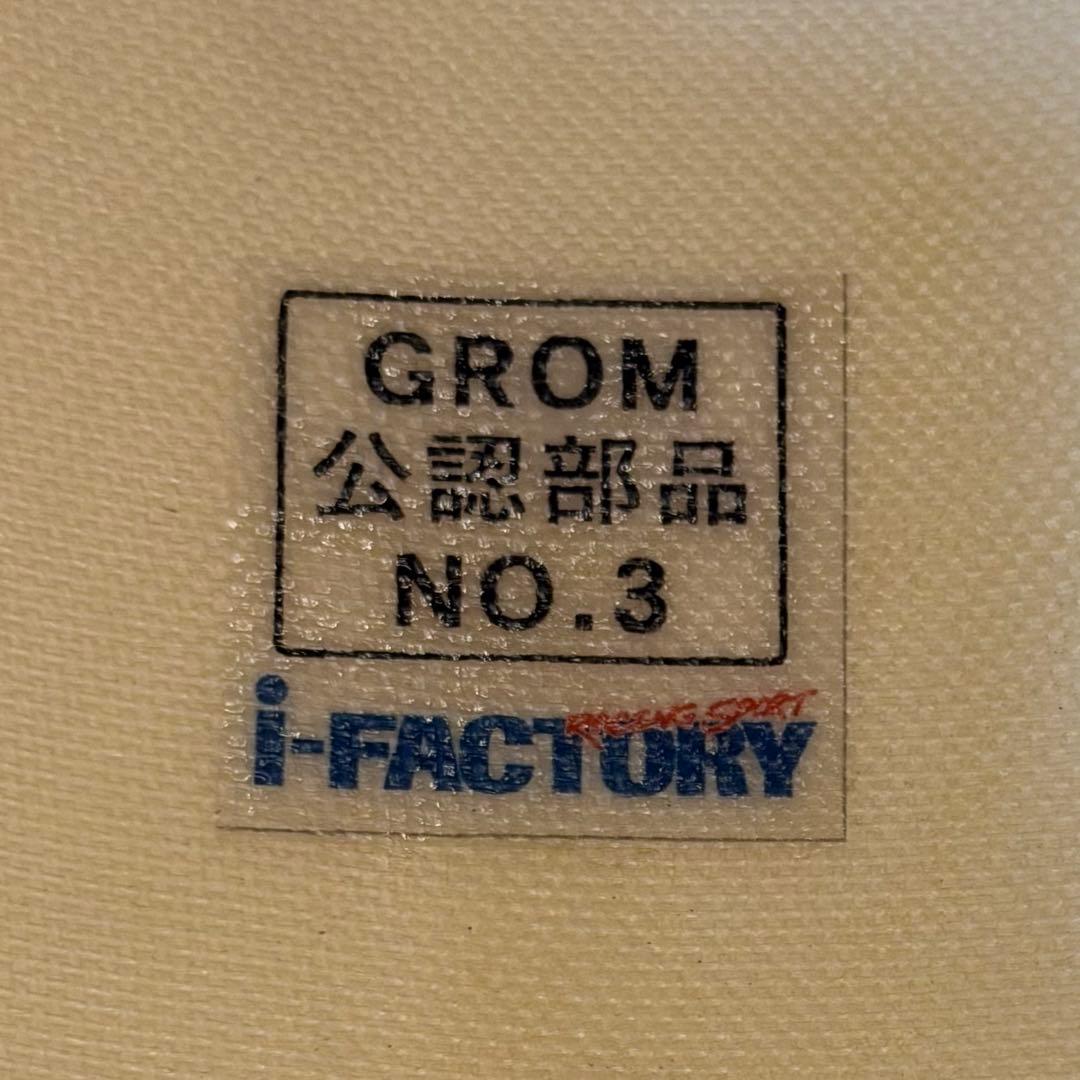 GROM
公認部品
NO.3
RACING SPORT
i-FACTORY